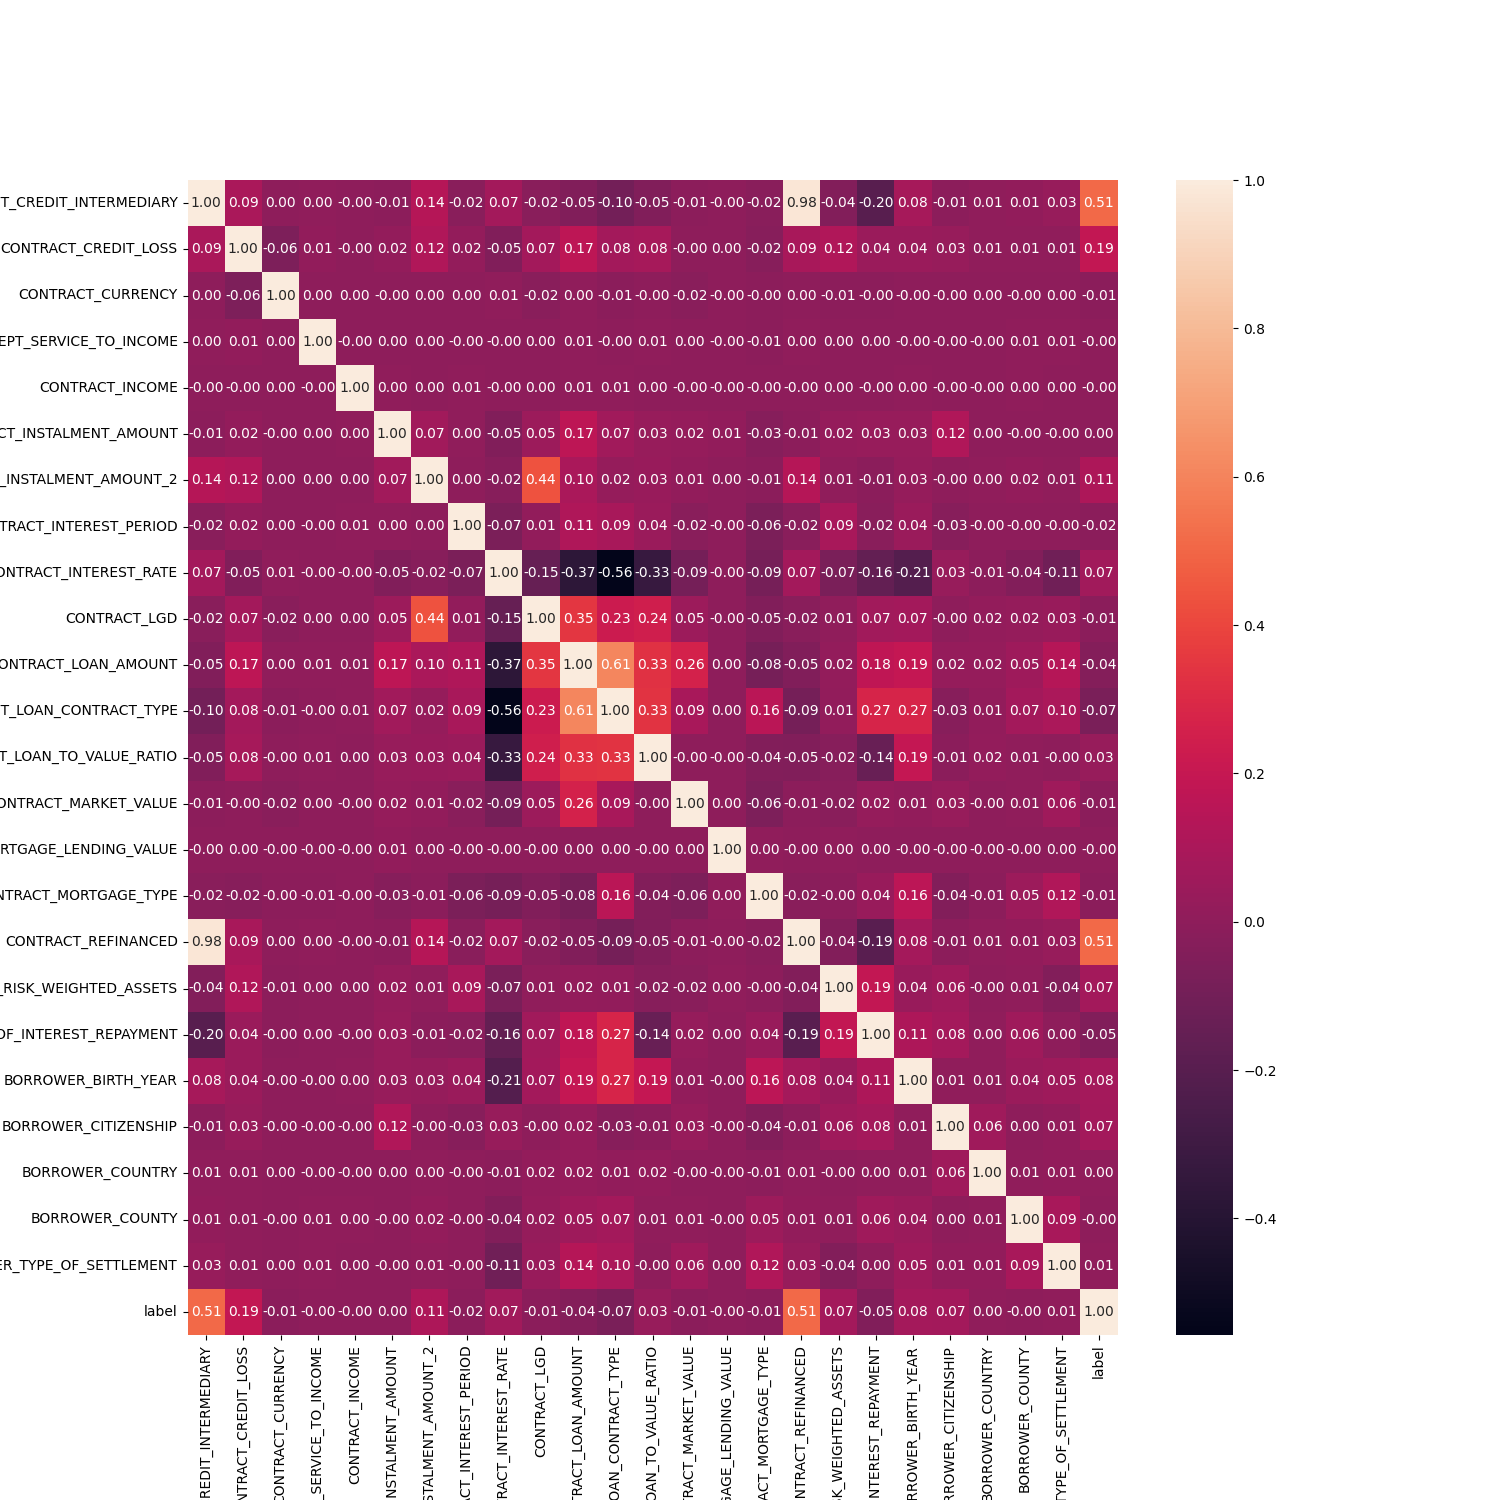 T_CREDIT_INTERMEDIARY 1.00 0.09 0.00 0.00 -0.00 -0.01 0.14 -0.02 0.07 -0.02 -0.05 -0.10 -0.05 -0.01 -0.00 -0.02 0.98 -0.04 -0.20 0.08 -0.01 0.01 0.01 0.03 0.51
CONTRACT_CREDIT_LOSS 0.09 1.00 -0.06 0.01 -0.00 0.02 0.12 0.02 -0.05 0.07 0.17 0.08 0.08 -0.00 0.00 -0.02 0.09 0.12 0.04 0.04 0.03 0.01 0.01 0.01 0.19
CONTRACT_CURRENCY 0.00 -0.06 1.00 0.00 0.00 -0.00 0.00 0.00 0.01 -0.02 0.00 -0.01 -0.00 -0.02 -0.00 -0.00 0.00 -0.01 -0.00 -0.00 -0.00 0.00 -0.00 0.00 -0.01
EPT_SERVICE_TO_INCOME 0.00 0.01 0.00 1.00 -0.00 0.00 0.00 -0.00 -0.00 0.00 0.01 -0.00 0.01 0.00 -0.00 -0.01 0.00 0.00 0.00 -0.00 -0.00 -0.00 0.01 0.01 -0.00
CONTRACT_INCOME -0.00 -0.00 0.00 -0.00 1.00 0.00 0.00 0.01 -0.00 0.00 0.01 0.01 0.00 -0.00 -0.00 -0.00 -0.00 0.00 -0.00 0.00 -0.00 -0.00 0.00 0.00 -0.00
CT_INSTALMENT_AMOUNT -0.01 0.02 -0.00 0.00 0.00 1.00 0.07 0.00 -0.05 0.05 0.17 0.07 0.03 0.02 0.01 -0.03 -0.01 0.02 0.03 0.03 0.12 0.00 -0.00 -0.00 0.00
_INSTALMENT_AMOUNT_2 0.14 0.12 0.00 0.00 0.00 0.07 1.00 0.00 -0.02 0.44 0.10 0.02 0.03 0.01 0.00 -0.01 0.14 0.01 -0.01 0.03 -0.00 0.00 0.02 0.01 0.11
TRACT_INTEREST_PERIOD -0.02 0.02 0.00 -0.00 0.01 0.00 0.00 1.00 -0.07 0.01 0.11 0.09 0.04 -0.02 -0.00 -0.06 -0.02 0.09 -0.02 0.04 -0.03 -0.00 -0.00 -0.00 -0.02
ONTRACT_INTEREST_RATE 0.07 -0.05 0.01 -0.00 -0.00 -0.05 -0.02 -0.07 1.00 -0.15 -0.37 -0.56 -0.33 -0.09 -0.00 -0.09 0.07 -0.07 -0.16 -0.21 0.03 -0.01 -0.04 -0.11 0.07
CONTRACT_LGD -0.02 0.07 -0.02 0.00 0.00 0.05 0.44 0.01 -0.15 1.00 0.35 0.23 0.24 0.05 -0.00 -0.05 -0.02 0.01 0.07 0.07 -0.00 0.02 0.02 0.03 -0.01
ONTRACT_LOAN_AMOUNT -0.05 0.17 0.00 0.01 0.01 0.17 0.10 0.11 -0.37 0.35 1.00 0.61 0.33 0.26 0.00 -0.08 -0.05 0.02 0.18 0.19 0.02 0.02 0.05 0.14 -0.04
T_LOAN_CONTRACT_TYPE -0.10 0.08 -0.01 -0.00 0.01 0.07 0.02 0.09 -0.56 0.23 0.61 1.00 0.33 0.09 0.00 0.16 -0.09 0.01 0.27 0.27 -0.03 0.01 0.07 0.10 -0.07
T_LOAN_TO_VALUE_RATIO -0.05 0.08 -0.00 0.01 0.00 0.03 0.03 0.04 -0.33 0.24 0.33 0.33 1.00 -0.00 -0.00 -0.04 -0.05 -0.02 -0.14 0.19 -0.01 0.02 0.01 -0.00 0.03
ONTRACT_MARKET_VALUE -0.01 -0.00 -0.02 0.00 -0.00 0.02 0.01 -0.02 -0.09 0.05 0.26 0.09 -0.00 1.00 0.00 -0.06 -0.01 -0.02 0.02 0.01 0.03 -0.00 0.01 0.06 -0.01
RTGAGE_LENDING_VALUE -0.00 0.00 -0.00 -0.00 -0.00 0.01 0.00 -0.00 -0.00 -0.00 0.00 0.00 -0.00 0.00 1.00 0.00 -0.00 0.00 0.00 -0.00 -0.00 -0.00 -0.00 0.00 -0.00
NTRACT_MORTGAGE_TYPE -0.02 -0.02 -0.00 -0.01 -0.00 -0.03 -0.01 -0.06 -0.09 -0.05 -0.08 0.16 -0.04 -0.06 0.00 1.00 -0.02 -0.00 0.04 0.16 -0.04 -0.01 0.05 0.12 -0.01
CONTRACT_REFINANCED 0.98 0.09 0.00 0.00 -0.00 -0.01 0.14 -0.02 0.07 -0.02 -0.05 -0.09 -0.05 -0.01 -0.00 -0.02 1.00 -0.04 -0.19 0.08 -0.01 0.01 0.01 0.03 0.51
_RISK_WEIGHTED_ASSETS -0.04 0.12 -0.01 0.00 0.00 0.02 0.01 0.09 -0.07 0.01 0.02 0.01 -0.02 -0.02 0.00 -0.00 -0.04 1.00 0.19 0.04 0.06 -0.00 0.01 -0.04 0.07
OF_INTEREST_REPAYMENT -0.20 0.04 -0.00 0.00 -0.00 0.03 -0.01 -0.02 -0.16 0.07 0.18 0.27 -0.14 0.02 0.00 0.04 -0.19 0.19 1.00 0.11 0.08 0.00 0.06 0.00 -0.05
BORROWER_BIRTH_YEAR 0.08 0.04 -0.00 -0.00 0.00 0.03 0.03 0.04 -0.21 0.07 0.19 0.27 0.19 0.01 -0.00 0.16 0.08 0.04 0.11 1.00 0.01 0.01 0.04 0.05 0.08
BORROWER_CITIZENSHIP -0.01 0.03 -0.00 -0.00 -0.00 0.12 -0.00 -0.03 0.03 -0.00 0.02 -0.03 -0.01 0.03 -0.00 -0.04 -0.01 0.06 0.08 0.01 1.00 0.06 0.00 0.01 0.07
BORROWER_COUNTRY 0.01 0.01 0.00 -0.00 -0.00 0.00 0.00 -0.00 -0.01 0.02 0.02 0.01 0.02 -0.00 -0.00 -0.01 0.01 -0.00 0.00 0.01 0.06 1.00 0.01 0.01 0.00
BORROWER_COUNTY 0.01 0.01 -0.00 0.01 0.00 -0.00 0.02 -0.00 -0.04 0.02 0.05 0.07 0.01 0.01 -0.00 0.05 0.01 0.01 0.06 0.04 0.00 0.01 1.00 0.09 -0.00
ER_TYPE_OF_SETTLEMENT 0.03 0.01 0.00 0.01 0.00 -0.00 0.01 -0.00 -0.11 0.03 0.14 0.10 -0.00 0.06 0.00 0.12 0.03 -0.04 0.00 0.05 0.01 0.01 0.09 1.00 0.01
label 0.51 0.19 -0.01 -0.00 -0.00 0.00 0.11 -0.02 0.07 -0.01 -0.04 -0.07 0.03 -0.01 -0.00 -0.01 0.51 0.07 -0.05 0.08 0.07 0.00 -0.00 0.01 1.00
REDIT_INTERMEDIARY
NTRACT_CREDIT_LOSS
CONTRACT_CURRENCY
_SERVICE_TO_INCOME
CONTRACT_INCOME
NSTALMENT_AMOUNT
STALMENT_AMOUNT_2
ACT_INTEREST_PERIOD
TRACT_INTEREST_RATE
CONTRACT_LGD
TRACT_LOAN_AMOUNT
OAN_CONTRACT_TYPE
OAN_TO_VALUE_RATIO
TRACT_MARKET_VALUE
GAGE_LENDING_VALUE
ACT_MORTGAGE_TYPE
NTRACT_REFINANCED
K_WEIGHTED_ASSETS
NTEREST_REPAYMENT
RROWER_BIRTH_YEAR
RROWER_CITIZENSHIP
BORROWER_COUNTRY
BORROWER_COUNTY
TYPE_OF_SETTLEMENT
label
1.0
0.8
0.6
0.4
0.2
0.0
−0.2
−0.4